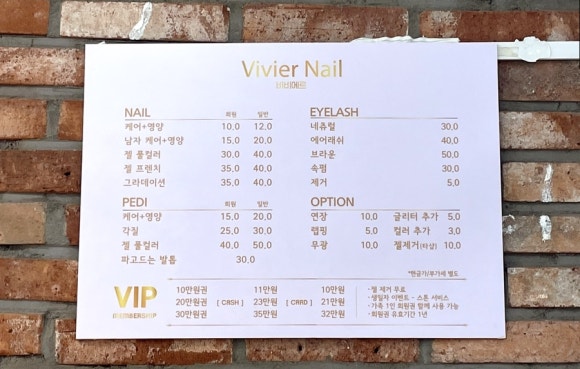 Vivier Nail
비비에르
NAIL 회원 일반
케어+영양 10,0 12,0
남자 케어+영양 15,0 20,0
젤 풀컬러 30,0 40,0
젤 프렌치 35,0 40,0
그라데이션 35,0 40,0
EYELASH
네츄럴 30,0
에어래쉬 40,0
브라운 50,0
속펌 30,0
제거 5,0
PEDI 회원 일반
케어+영양 15,0 20,0
각질 25,0 30,0
젤 풀컬러 40,0 50,0
파고드는 발톱 30,0
OPTION
연장 10,0 글리터 추가 5,0
랩핑 5,0 컬러 추가 3,0
무광 10,0 젤제거(타샵) 10,0
*현금가/부가세 별도
VIP
MEMBERSHIP
10만원권 11만원 10만원
20만원권 [ CASH ] 23만원 [ CARD ] 21만원
30만원권 35만원 32만원
· 젤 제거 무료
· 생일자 이벤트 - 스톤 서비스
· 가족 1인 회원권 함께 사용 가능
· 회원권 유효기간 1년